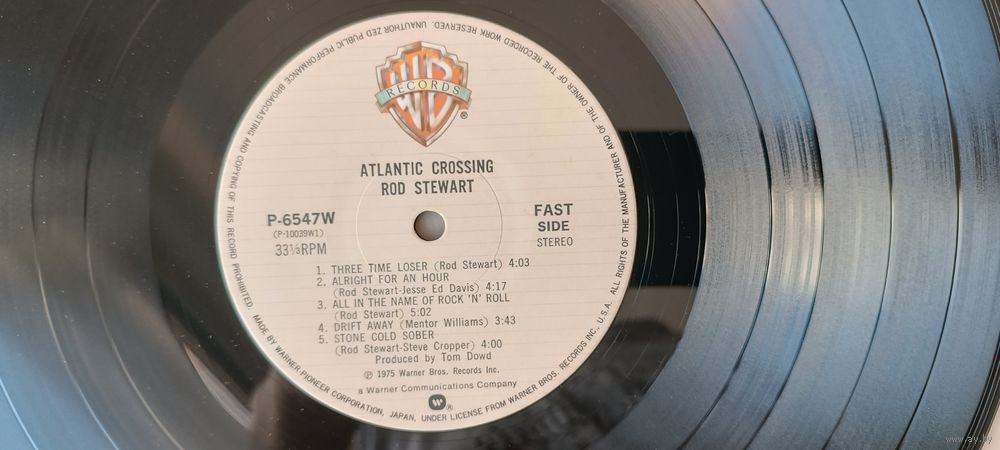 UNAUTHORIZED PUBLIC PERFORMANCE BROADCASTING AND COPYING OF THIS RECORD PROHIBITED. MADE BY WARNER PIONEER CORPORATION, JAPAN, UNDER LICENSE FROM WARNER BROS. RECORDS INC., U.S.A. ALL RIGHTS OF THE MANUFACTURER AND OF THE OWNER OF THE RECORDED WORK RESERVED.
WB
RECORDS
®
ATLANTIC CROSSING
ROD STEWART
P-6547W
(P-10039W1)
33⅓RPM
FAST
SIDE
STEREO
1. THREE TIME LOSER (Rod Stewart) 4:03
2. ALRIGHT FOR AN HOUR
(Rod Stewart-Jesse Ed Davis) 4:17
3. ALL IN THE NAME OF ROCK 'N' ROLL
(Rod Stewart) 5:02
4. DRIFT AWAY (Mentor Williams) 3:43
5. STONE COLD SOBER
(Rod Stewart-Steve Cropper) 4:00
Produced by Tom Dowd
℗ 1975 Warner Bros. Records Inc.
a Warner Communications Company
®
www.ay.by